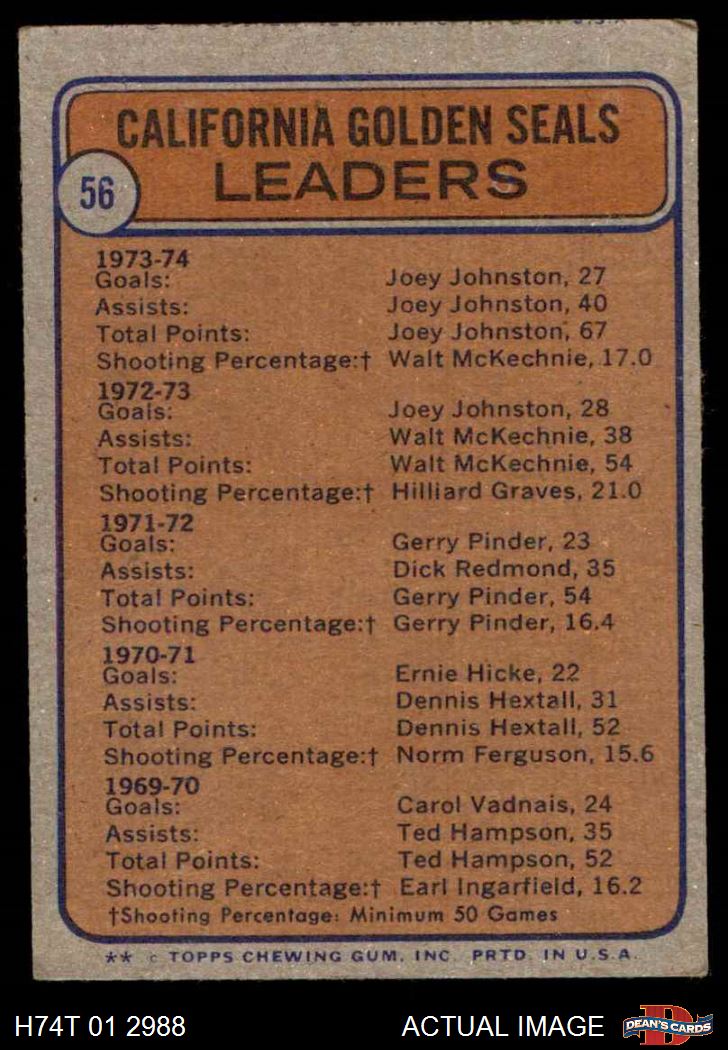 CALIFORNIA GOLDEN SEALS
LEADERS
56
1973-74
Goals: Joey Johnston, 27
Assists: Joey Johnston, 40
Total Points: Joey Johnston, 67
Shooting Percentage:† Walt McKechnie, 17.0
1972-73
Goals: Joey Johnston, 28
Assists: Walt McKechnie, 38
Total Points: Walt McKechnie, 54
Shooting Percentage:† Hilliard Graves, 21.0
1971-72
Goals: Gerry Pinder, 23
Assists: Dick Redmond, 35
Total Points: Gerry Pinder, 54
Shooting Percentage:† Gerry Pinder, 16.4
1970-71
Goals: Ernie Hicke, 22
Assists: Dennis Hextall, 31
Total Points: Dennis Hextall, 52
Shooting Percentage:† Norm Ferguson, 15.6
1969-70
Goals: Carol Vadnais, 24
Assists: Ted Hampson, 35
Total Points: Ted Hampson, 52
Shooting Percentage:† Earl Ingarfield, 16.2
†Shooting Percentage: Minimum 50 Games
** c TOPPS CHEWING GUM, INC. PRTD. IN U.S.A.
H74T 01 2988 ACTUAL IMAGE D DEAN'S CARDS